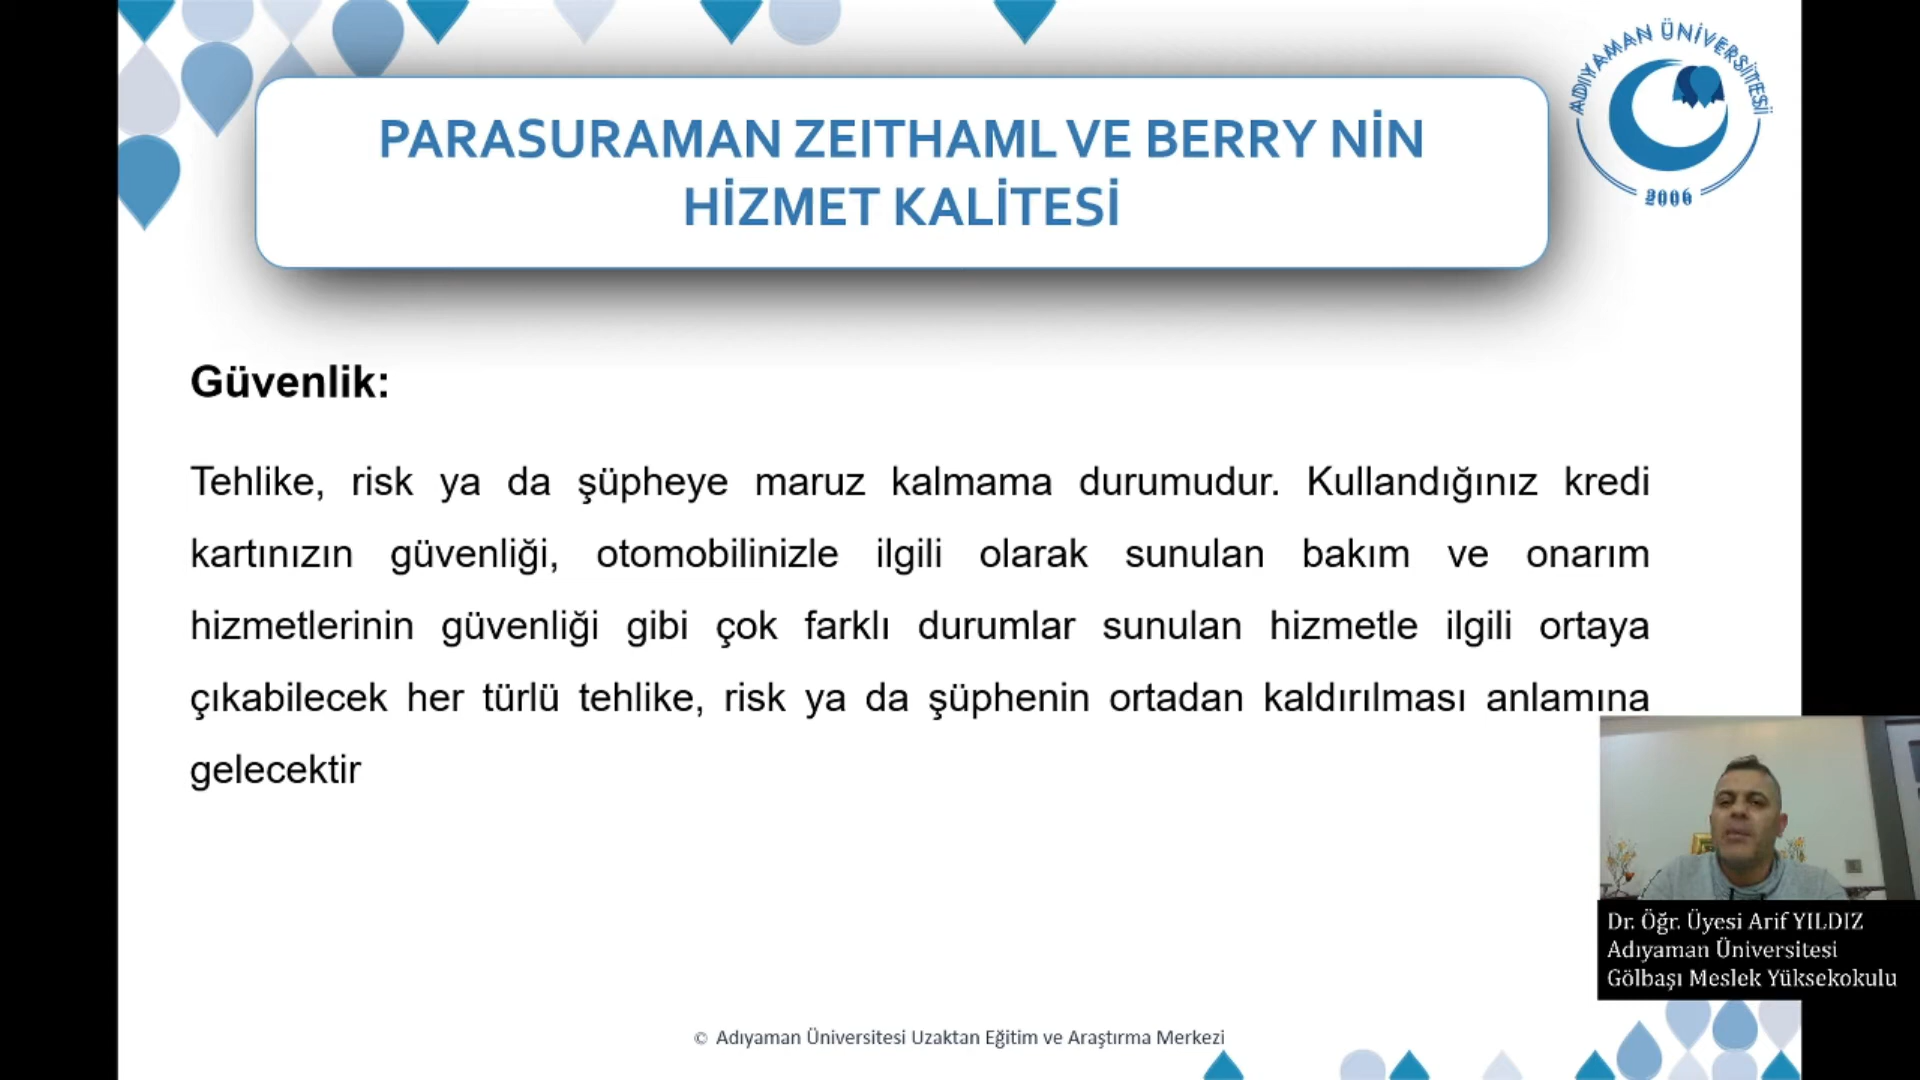 ADIYAMAN ÜNİVERSİTESİ
2006
PARASURAMAN ZEITHAML VE BERRY NİN
HİZMET KALİTESİ
Güvenlik:
Tehlike, risk ya da şüpheye maruz kalmama durumudur. Kullandığınız kredi
kartınızın güvenliği, otomobilinizle ilgili olarak sunulan bakım ve onarım
hizmetlerinin güvenliği gibi çok farklı durumlar sunulan hizmetle ilgili ortaya
çıkabilecek her türlü tehlike, risk ya da şüphenin ortadan kaldırılması anlamına
gelecektir
Dr. Öğr. Üyesi Arif YILDIZ
Adıyaman Üniversitesi
Gölbaşı Meslek Yüksekokulu
© Adıyaman Üniversitesi Uzaktan Eğitim ve Araştırma Merkezi